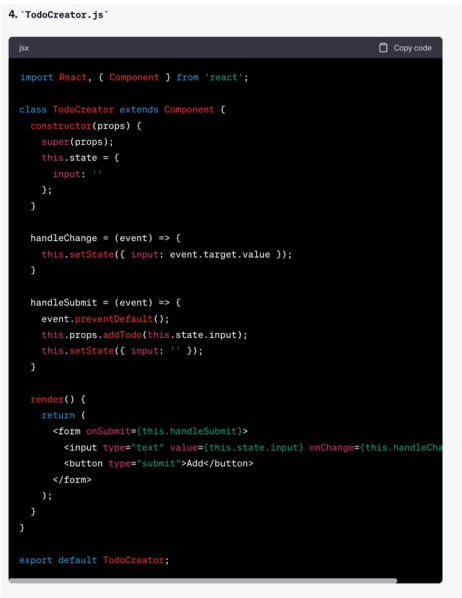 4. `TodoCreator.js`
jsx
Copy code
import React, { Component } from 'react';
class TodoCreator extends Component {
constructor(props) {
super(props);
this.state = {
input: ''
};
}
handleChange = (event) => {
this.setState({ input: event.target.value });
}
handleSubmit = (event) => {
event.preventDefault();
this.props.addTodo(this.state.input);
this.setState({ input: '' });
}
render() {
return (
<form onSubmit={this.handleSubmit}>
<input type="text" value={this.state.input} onChange={this.handleCha
<button type="submit">Add</button>
</form>
);
}
}
export default TodoCreator;